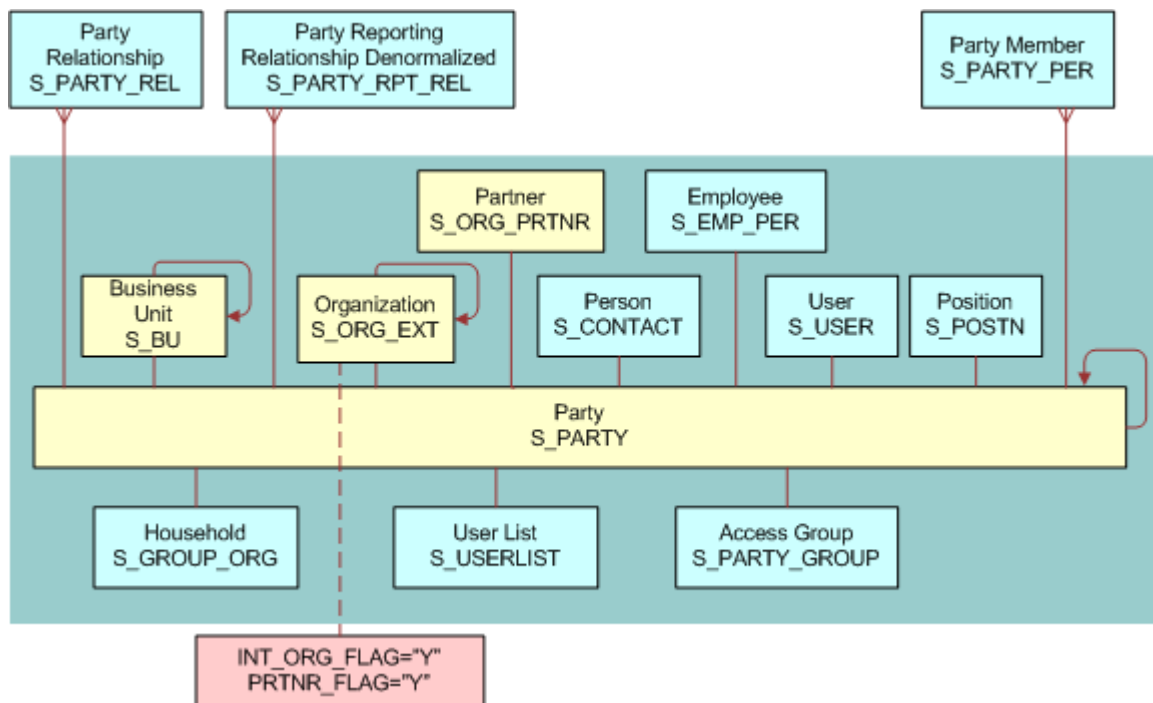 Party
Relationship
S_PARTY_REL
Party Reporting
Relationship Denormalized
S_PARTY_RPT_REL
Party Member
S_PARTY_PER
Partner
S_ORG_PRTNR
Employee
S_EMP_PER
Business
Unit
S_BU
Organization
S_ORG_EXT
Person
S_CONTACT
User
S_USER
Position
S_POSTN
Party
S_PARTY
Household
S_GROUP_ORG
User List
S_USERLIST
Access Group
S_PARTY_GROUP
INT_ORG_FLAG="Y"
PRTNR_FLAG="Y"